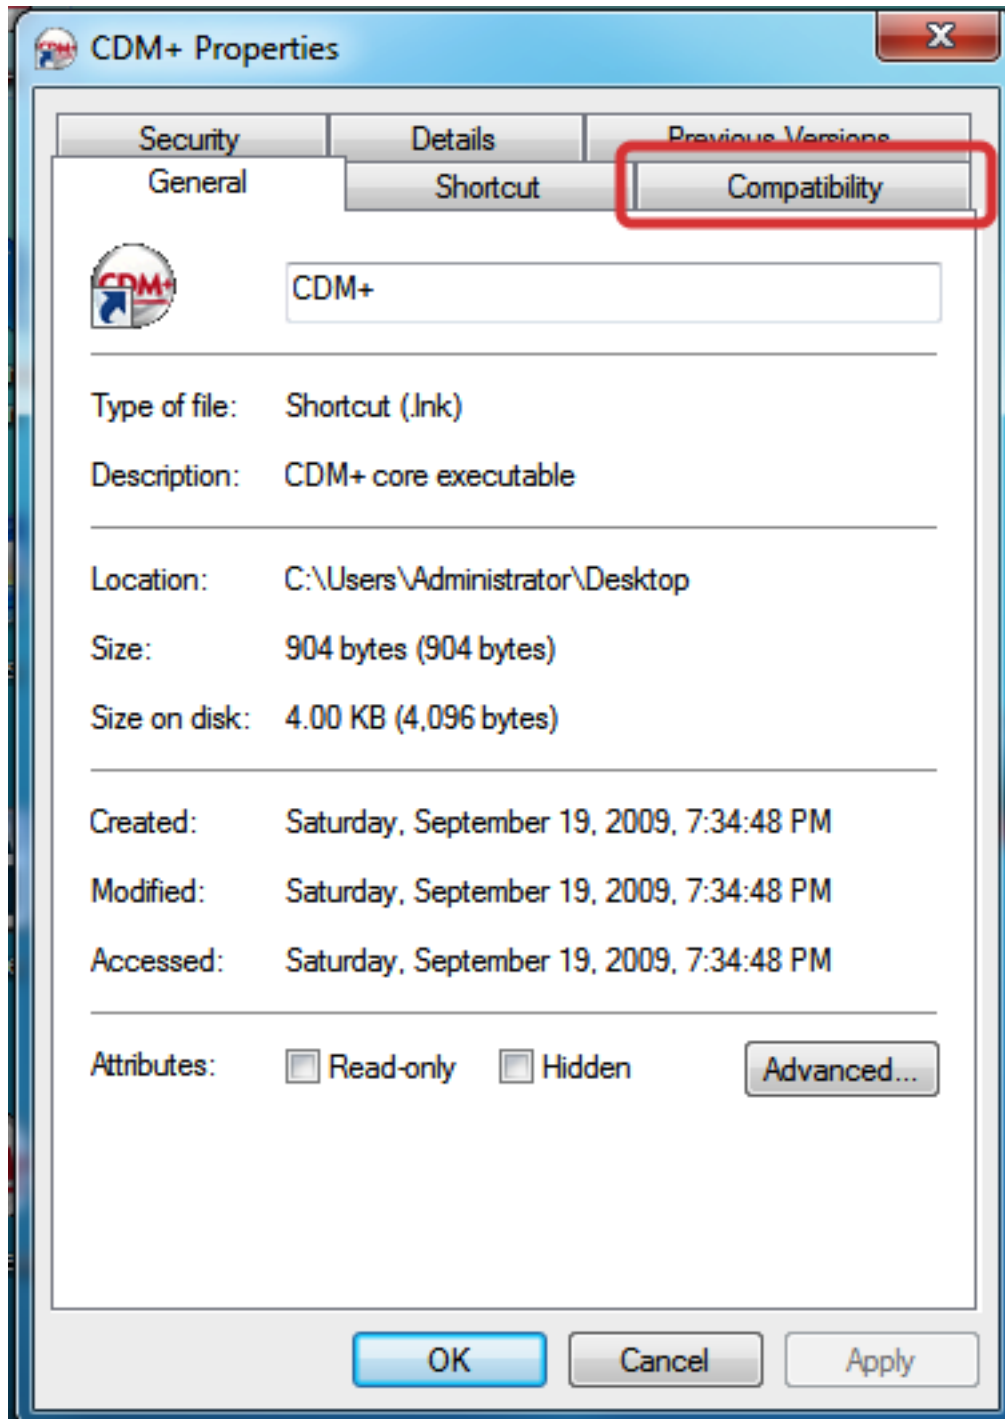 CDM+ Properties
Security Details Previous Versions
General Shortcut Compatibility
CDM+
CDM+
Type of file: Shortcut (.lnk)
Description: CDM+ core executable
Location: C:\Users\Administrator\Desktop
Size: 904 bytes (904 bytes)
Size on disk: 4.00 KB (4,096 bytes)
Created: Saturday, September 19, 2009, 7:34:48 PM
Modified: Saturday, September 19, 2009, 7:34:48 PM
Accessed: Saturday, September 19, 2009, 7:34:48 PM
Attributes: Read-only Hidden Advanced...
OK Cancel Apply